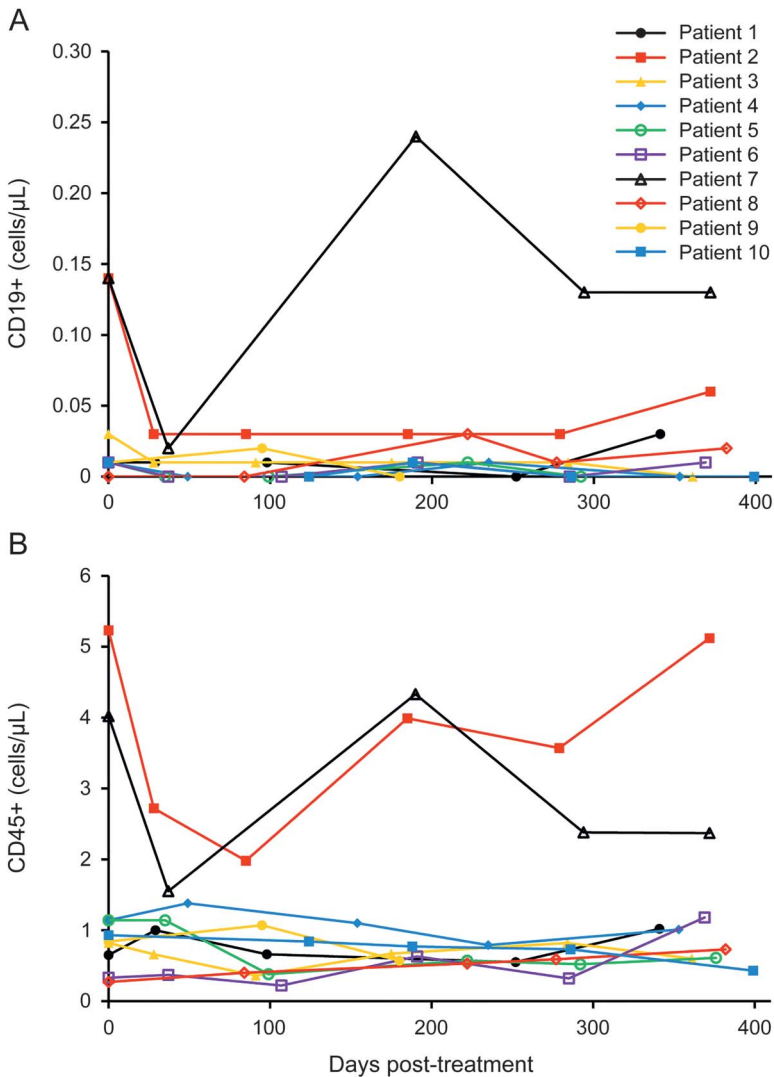 A
Patient 1
Patient 2
Patient 3
Patient 4
Patient 5
Patient 6
Patient 7
Patient 8
Patient 9
Patient 10
0.30
0.25
0.20
0.15
0.10
0.05
0
CD19+ (cells/µL)
0 100 200 300 400
B
6
5
4
3
2
1
0
CD45+ (cells/µL)
0 100 200 300 400
Days post-treatment